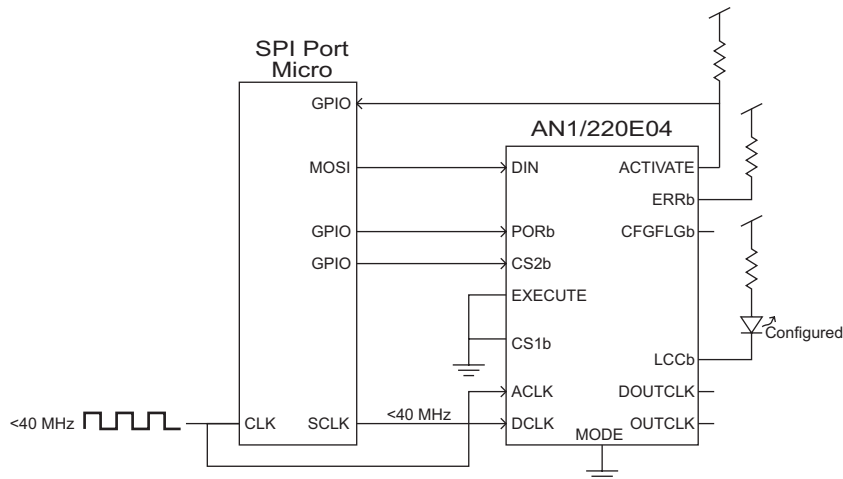 SPI Port
Micro
GPIO
AN1/220E04
MOSI
DIN
ACTIVATE
ERRb
GPIO
PORb
CFGFLGb
GPIO
CS2b
EXECUTE
CS1b
Configured
LCCb
ACLK
DOUTCLK
<40 MHz
CLK
SCLK
<40 MHz
DCLK
OUTCLK
MODE